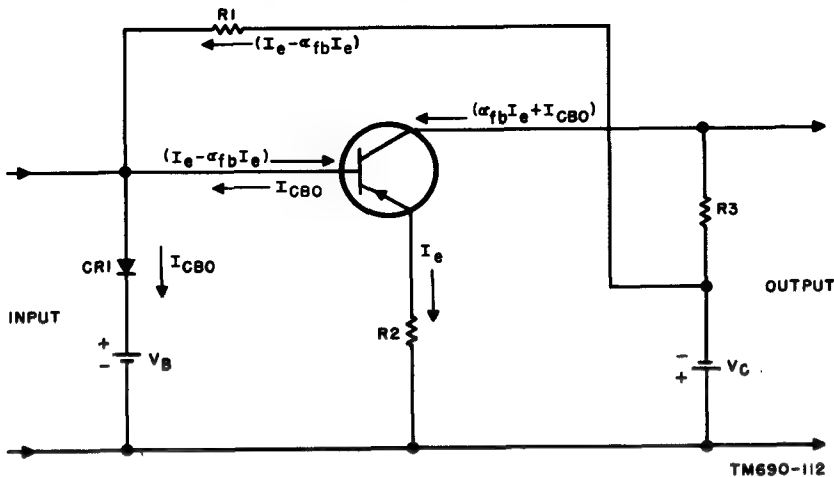 R1
(Ie-αfbIe)
(αfbIe+ICBO)
(Ie-αfbIe)
ICBO
R3
CR1
ICBO
Ie
INPUT
OUTPUT
R2
+
-
VB
-
+
VC
TM690-112